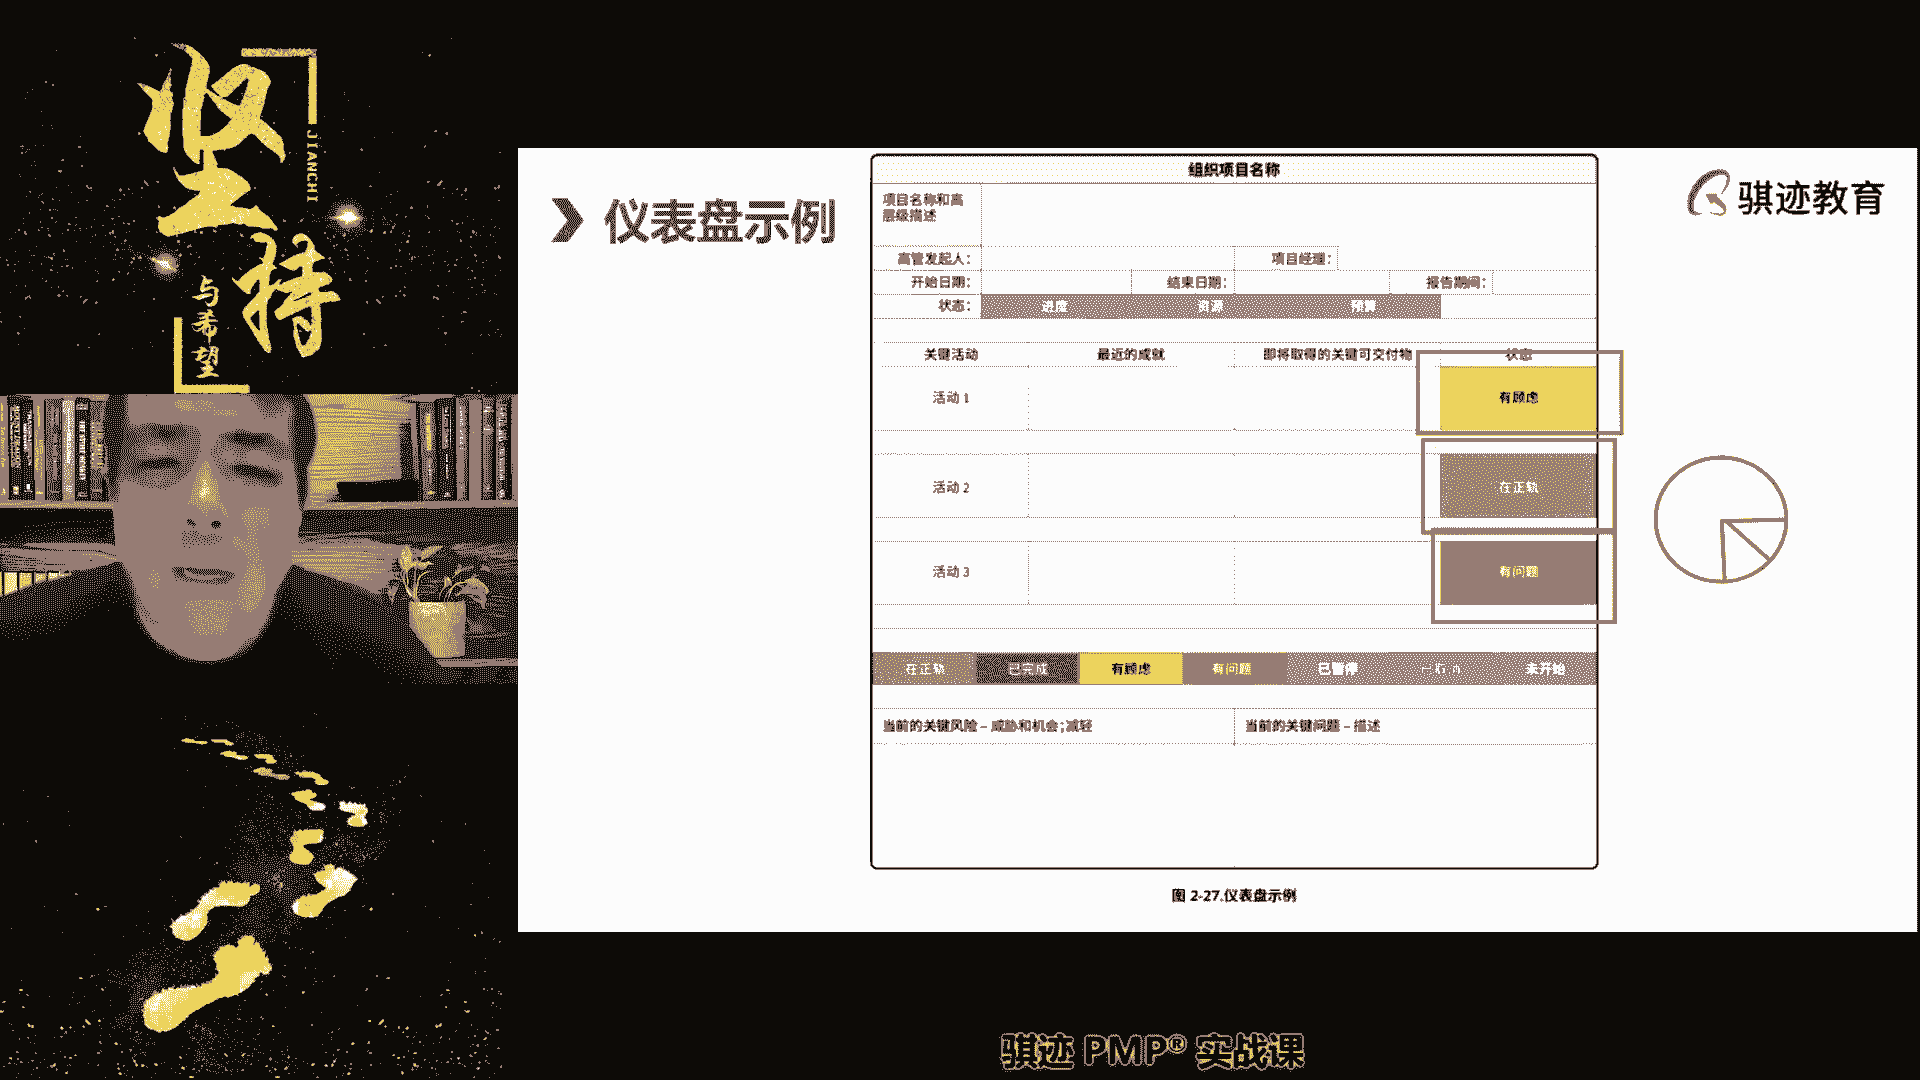 坚持
JIANCHI
与希望
仪表盘示例
骐迹教育
组织项目名称
项目名称和高
层级描述
高管发起人：
项目经理：
开始日期：
结束日期：
报告期间：
状态：
进度
资源
预算
关键活动
最近的成就
即将取得的关键可交付物
状态
活动 1
有顾虑
活动 2
在正轨
活动 3
有问题
在正轨
已完成
有顾虑
有问题
已暂停
未开始
当前的关键风险 – 威胁和机会；减轻
当前的关键问题 – 描述
图 2-27.仪表盘示例
骐迹 PMP® 实战课